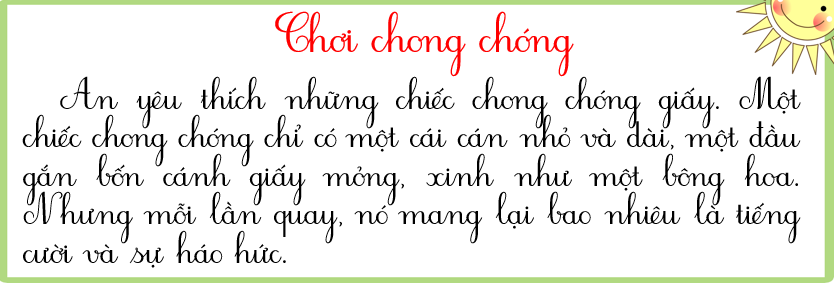 Chơi chong chóng
An yêu thích những chiếc chong chóng giấy. Một
chiếc chong chóng chỉ có một cái cán nhỏ và dài, một đầu
gắn bốn cánh giấy mỏng, xinh như một bông hoa.
Nhưng mỗi lần quay, nó mang lại bao nhiêu là tiếng
cười và sự háo hức.